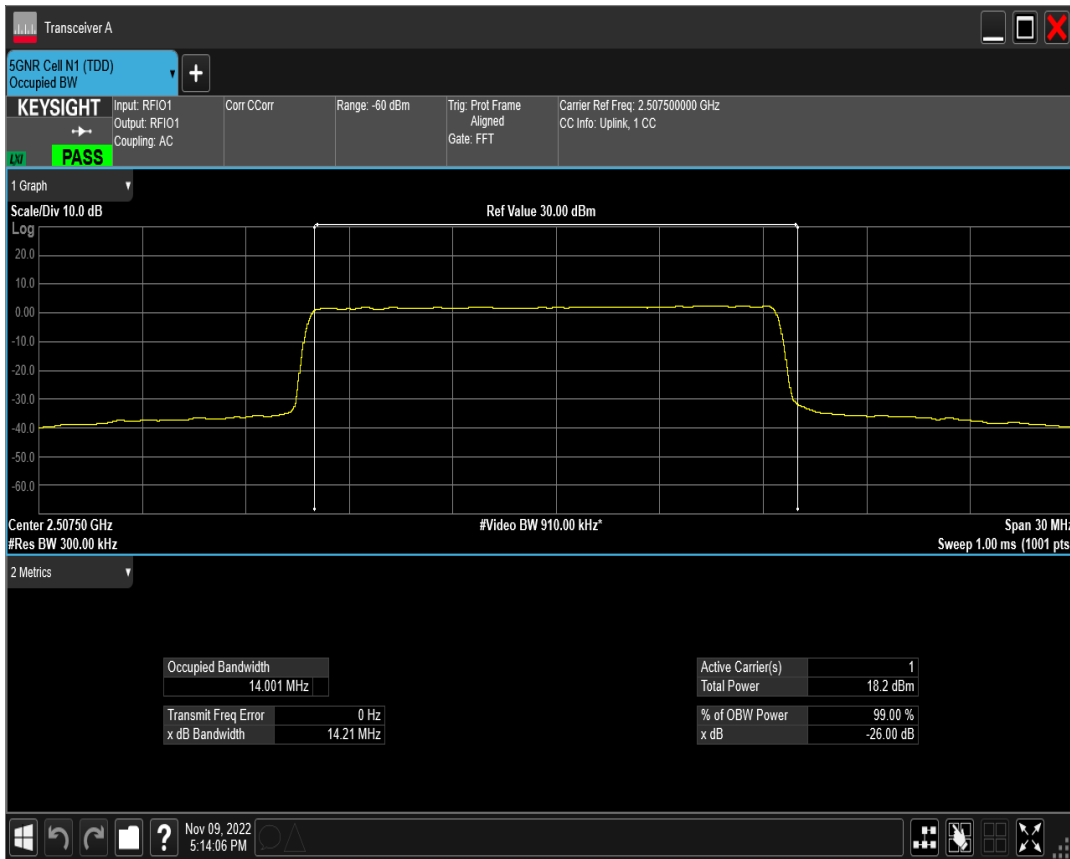 Transceiver A
5GNR Cell N1 (TDD)
Occupied BW
+
KEYSIGHT
LXI
PASS
Input: RFIO1
Output: RFIO1
Coupling: AC
Corr CCorr
Range: -60 dBm
Trig: Prot Frame
Aligned
Gate: FFT
Carrier Ref Freq: 2.507500000 GHz
CC Info: Uplink, 1 CC
1 Graph
Scale/Div 10.0 dB
Ref Value 30.00 dBm
Log
20.0
10.0
0.00
-10.0
-20.0
-30.0
-40.0
-50.0
-60.0
Center 2.50750 GHz
#Video BW 910.00 kHz*
Span 30 MHz
#Res BW 300.00 kHz
Sweep 1.00 ms (1001 pts
2 Metrics
Occupied Bandwidth
14.001 MHz
Transmit Freq Error 0 Hz
x dB Bandwidth 14.21 MHz
Active Carrier(s) 1
Total Power 18.2 dBm
% of OBW Power 99.00 %
x dB -26.00 dB
?
Nov 09, 2022
5:14:06 PM